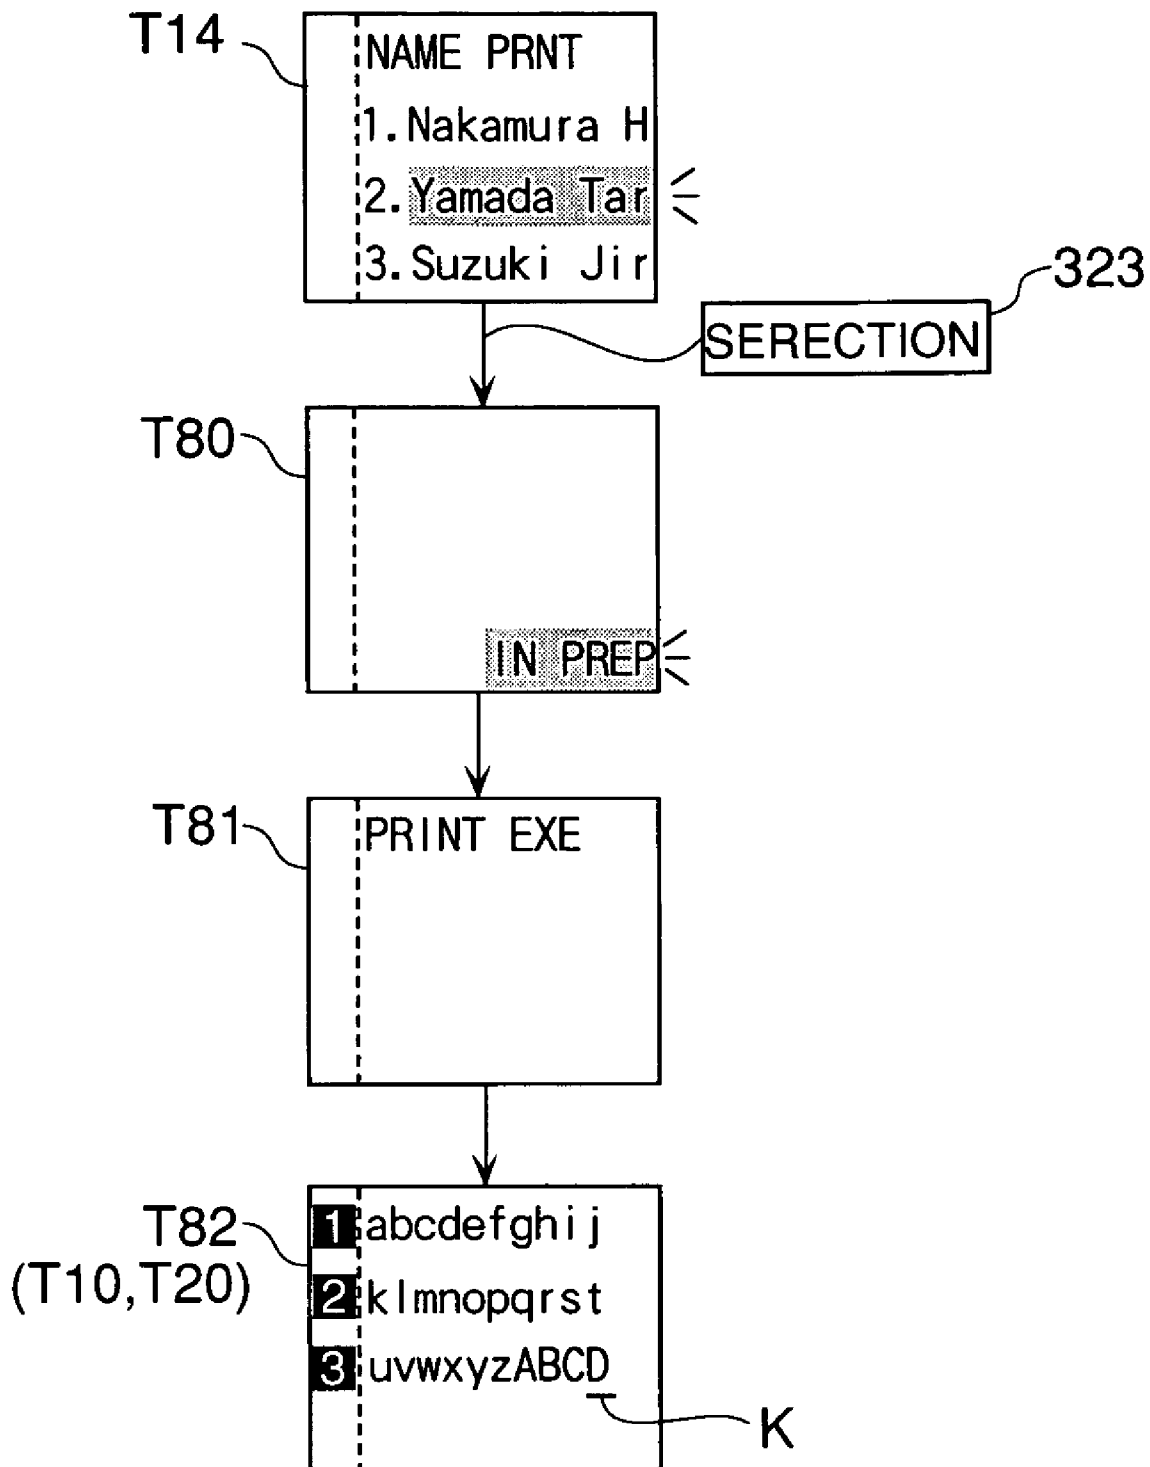 T14
NAME PRNT
1.Nakamura H
2.Yamada Tar
3.Suzuki Jir
323
SERECTION
T80
IN PREP
T81
PRINT EXE
T82
(T10,T20)
1 abcdefghij
2 klmnopqrst
3 uvwxyzABCD
K